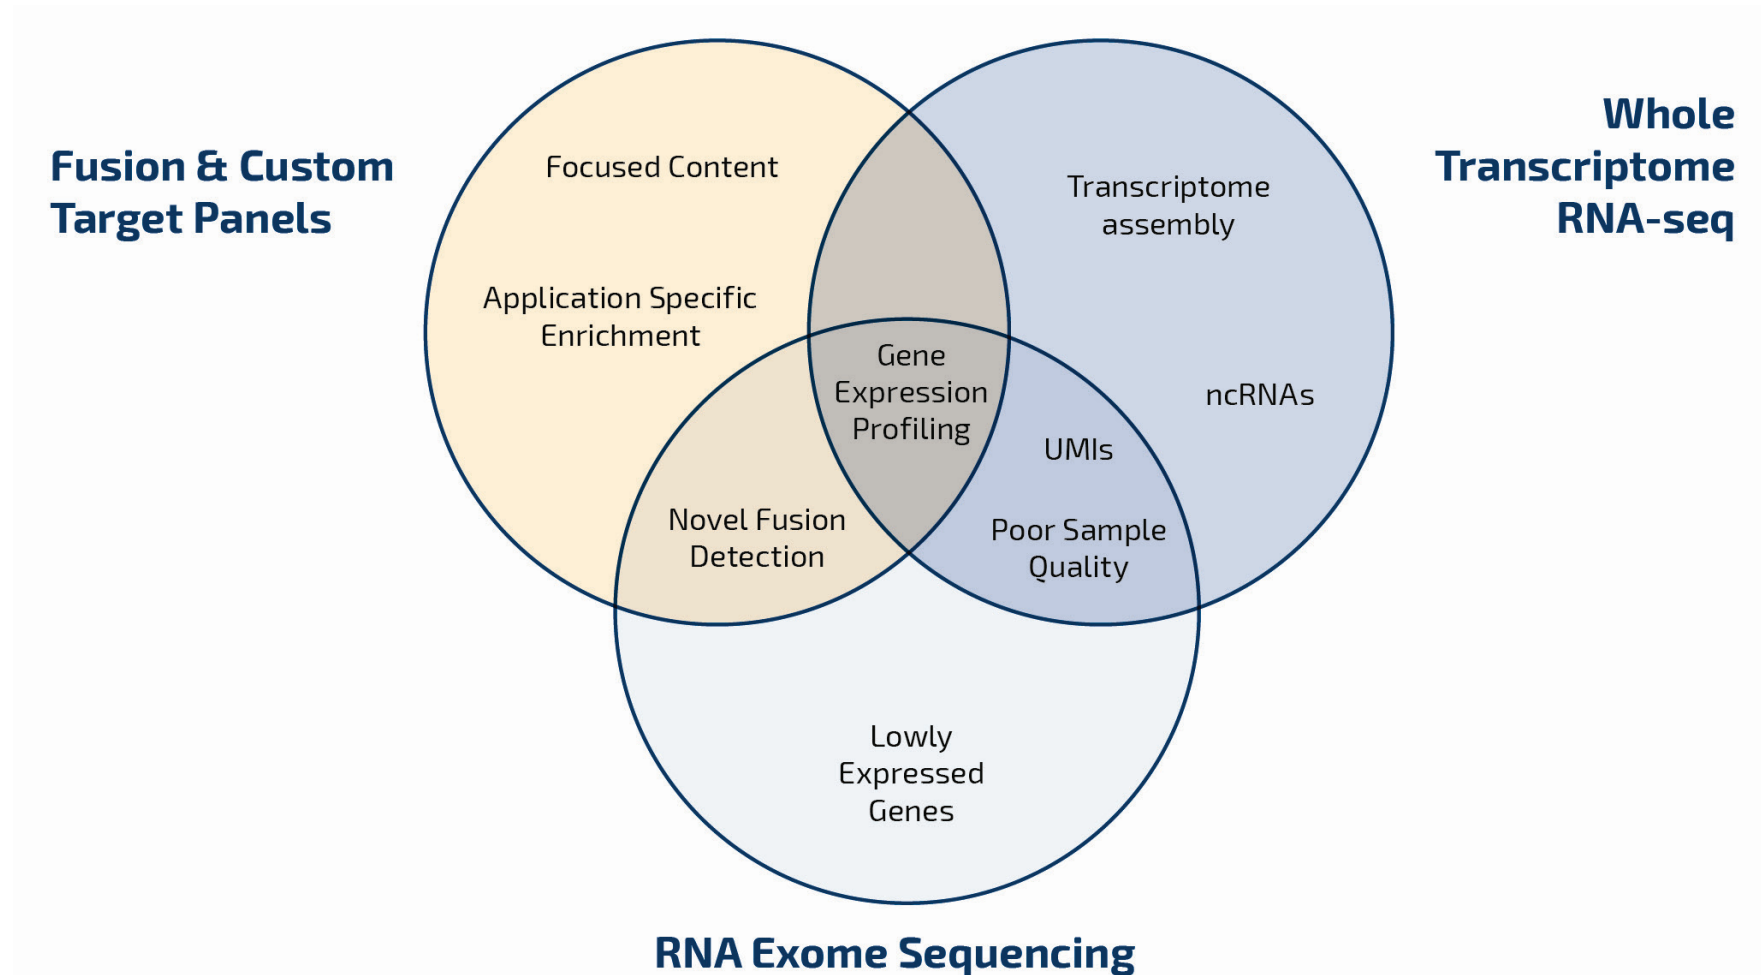 Fusion & Custom
Target Panels
Whole
Transcriptome
RNA-seq
Focused Content
Application Specific
Enrichment
Transcriptome
assembly
ncRNAs
Gene
Expression
Profiling
UMIs
Poor Sample
Quality
Novel Fusion
Detection
Lowly
Expressed
Genes
RNA Exome Sequencing